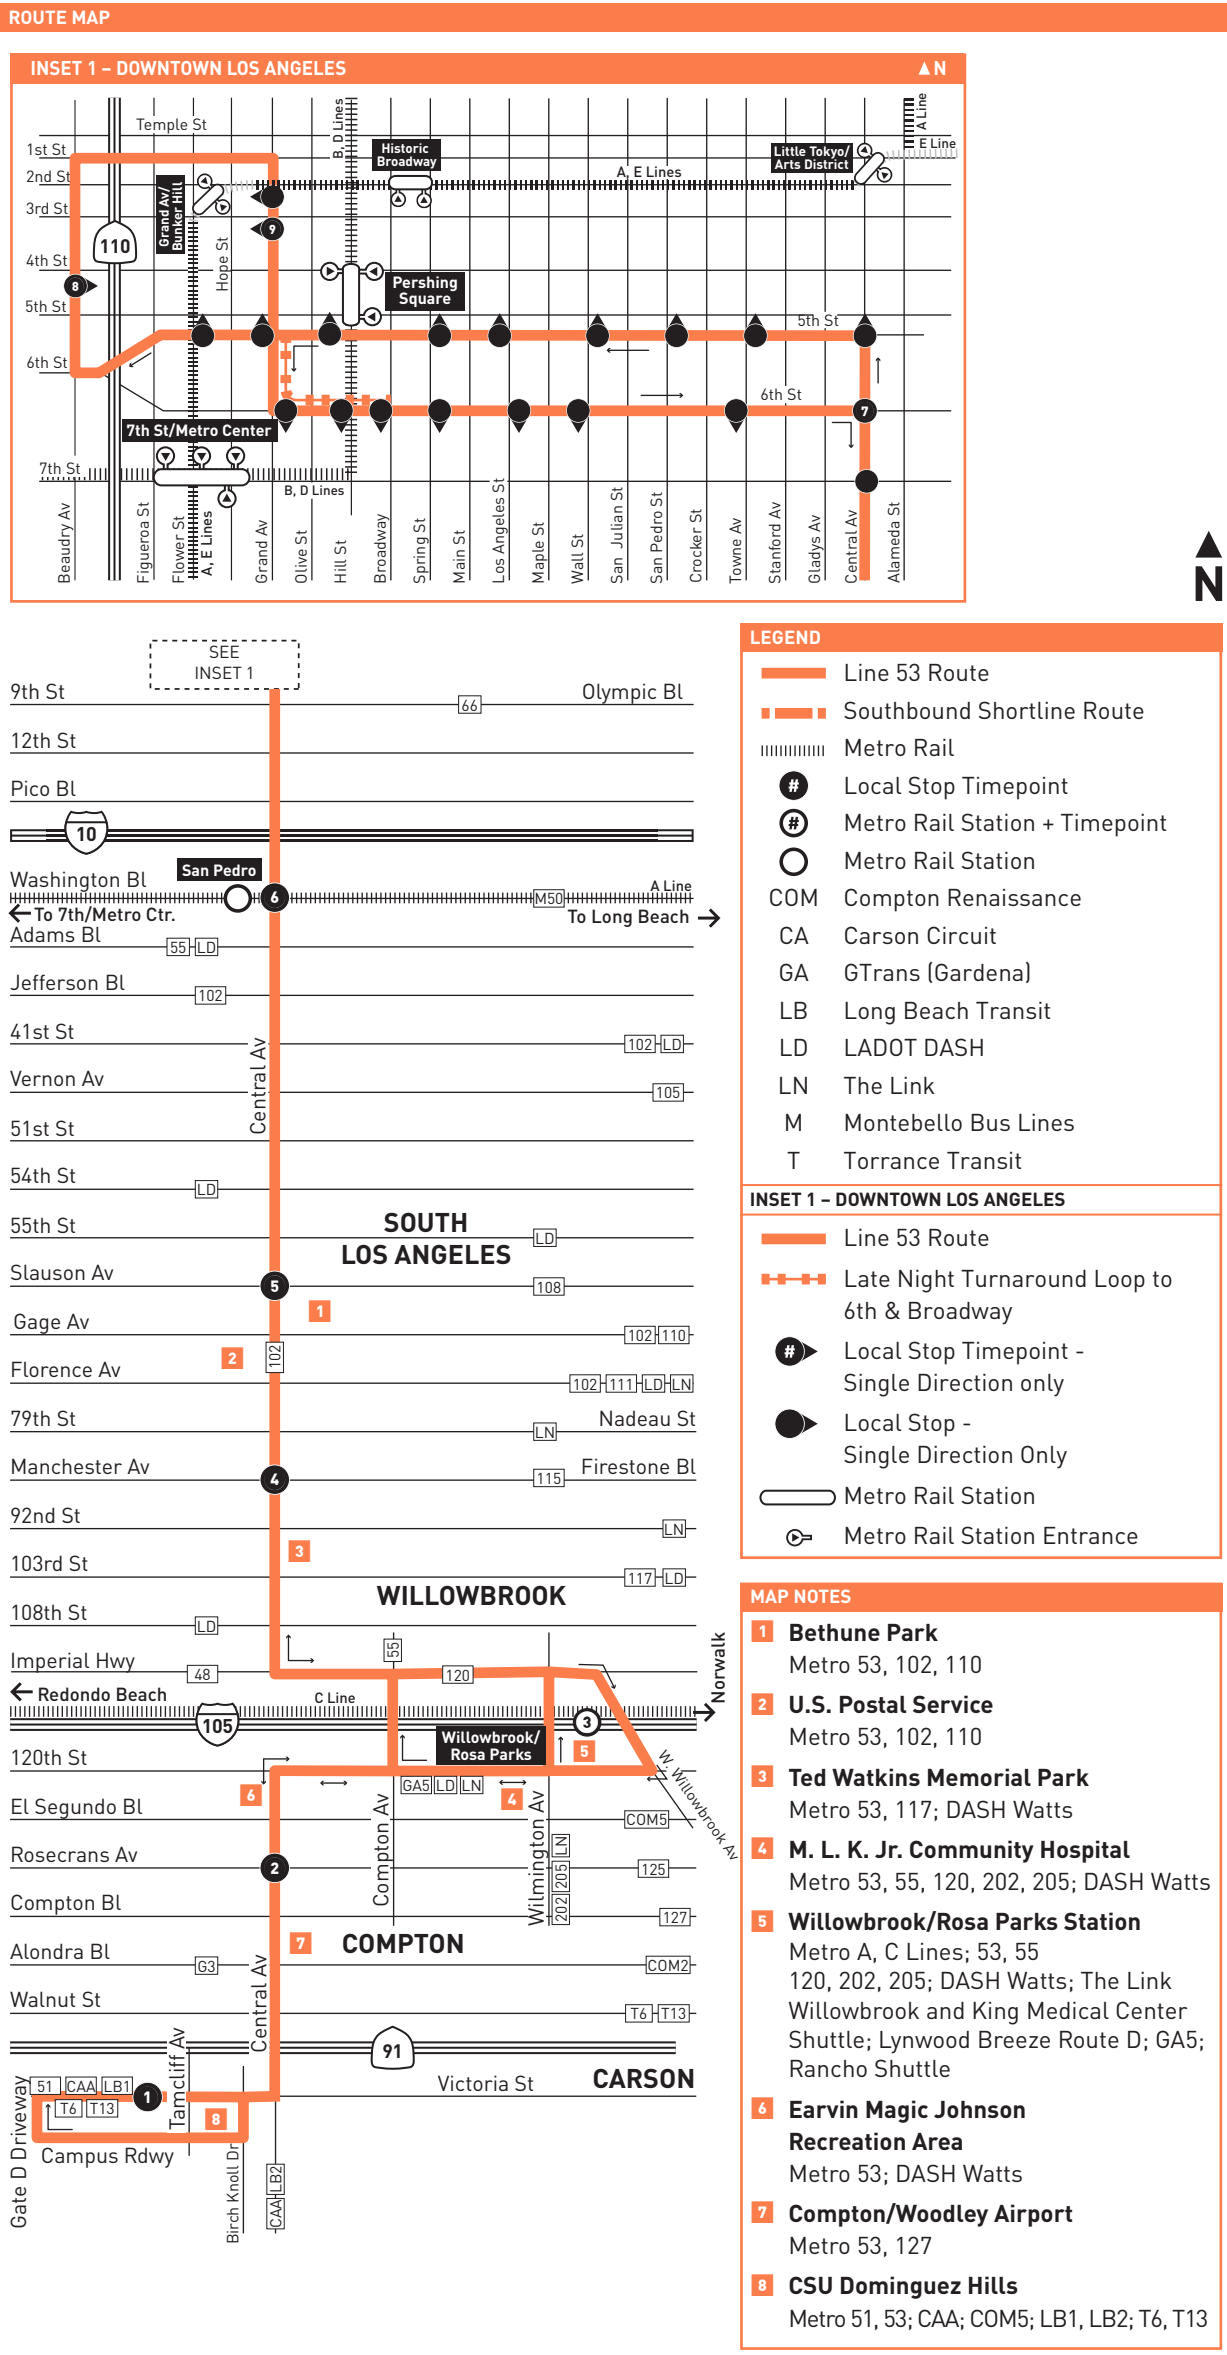 ROUTE MAP
INSET 1 – DOWNTOWN LOS ANGELES
N
Temple St
1st St
2nd St
3rd St
4th St
5th St
6th St
7th St
110
Grand Av/
Bunker Hill
Hope St
B, D Lines
Historic
Broadway
A, E Lines
Little Tokyo/
Arts District
A Line
E Line
9
8
Pershing
Square
5th St
6th St
7
7th St/Metro Center
B, D Lines
A, E Lines
Beaudry Av
Figueroa St
Flower St
Grand Av
Olive St
Hill St
Broadway
Spring St
Main St
Los Angeles St
Maple St
Wall St
San Julian St
San Pedro St
Crocker St
Towne Av
Stanford Av
Gladys Av
Central Av
Alameda St
N
SEE
INSET 1
9th St
66
Olympic Bl
12th St
Pico Bl
10
San Pedro
Washington Bl
6
M50
A Line
To 7th/Metro Ctr.
To Long Beach
Adams Bl
55 LD
Jefferson Bl
102
41st St
102 LD
Central Av
Vernon Av
105
51st St
54th St
LD
55th St
LD
SOUTH
LOS ANGELES
Slauson Av
5
108
1
Gage Av
102 110
2
102
Florence Av
102 111 LD LN
79th St
LN
Nadeau St
Manchester Av
4
115
Firestone Bl
92nd St
LN
3
103rd St
117 LD
WILLOWBROOK
108th St
LD
55
Imperial Hwy
48
120
Norwalk
Redondo Beach
C Line
105
3
Willowbrook/
Rosa Parks
5
120th St
W. Willowbrook Av
6
GA5 LD LN
4
El Segundo Bl
COM5
Compton Av
Wilmington Av
202 205 LN
Rosecrans Av
2
125
Compton Bl
127
7
COMPTON
Alondra Bl
G3
COM2
Central Av
Walnut St
T6 T13
91
Tamcliff Av
Victoria St
CARSON
51 CAA LB1
1
T6 T13
8
Gate D Driveway
Campus Rdwy
Birch Knoll Dr
CAA LB2
LEGEND
Line 53 Route
Southbound Shortline Route
Metro Rail
# Local Stop Timepoint
# Metro Rail Station + Timepoint
Metro Rail Station
COM Compton Renaissance
CA Carson Circuit
GA GTrans (Gardena)
LB Long Beach Transit
LD LADOT DASH
LN The Link
M Montebello Bus Lines
T Torrance Transit
INSET 1 – DOWNTOWN LOS ANGELES
Line 53 Route
Late Night Turnaround Loop to
6th & Broadway
# Local Stop Timepoint -
Single Direction only
Local Stop -
Single Direction Only
Metro Rail Station
Metro Rail Station Entrance
MAP NOTES
1 Bethune Park
Metro 53, 102, 110
2 U.S. Postal Service
Metro 53, 102, 110
3 Ted Watkins Memorial Park
Metro 53, 117; DASH Watts
4 M. L. K. Jr. Community Hospital
Metro 53, 55, 120, 202, 205; DASH Watts
5 Willowbrook/Rosa Parks Station
Metro A, C Lines; 53, 55
120, 202, 205; DASH Watts; The Link
Willowbrook and King Medical Center
Shuttle; Lynwood Breeze Route D; GA5;
Rancho Shuttle
6 Earvin Magic Johnson
Recreation Area
Metro 53; DASH Watts
7 Compton/Woodley Airport
Metro 53, 127
8 CSU Dominguez Hills
Metro 51, 53; CAA; COM5; LB1, LB2; T6, T13